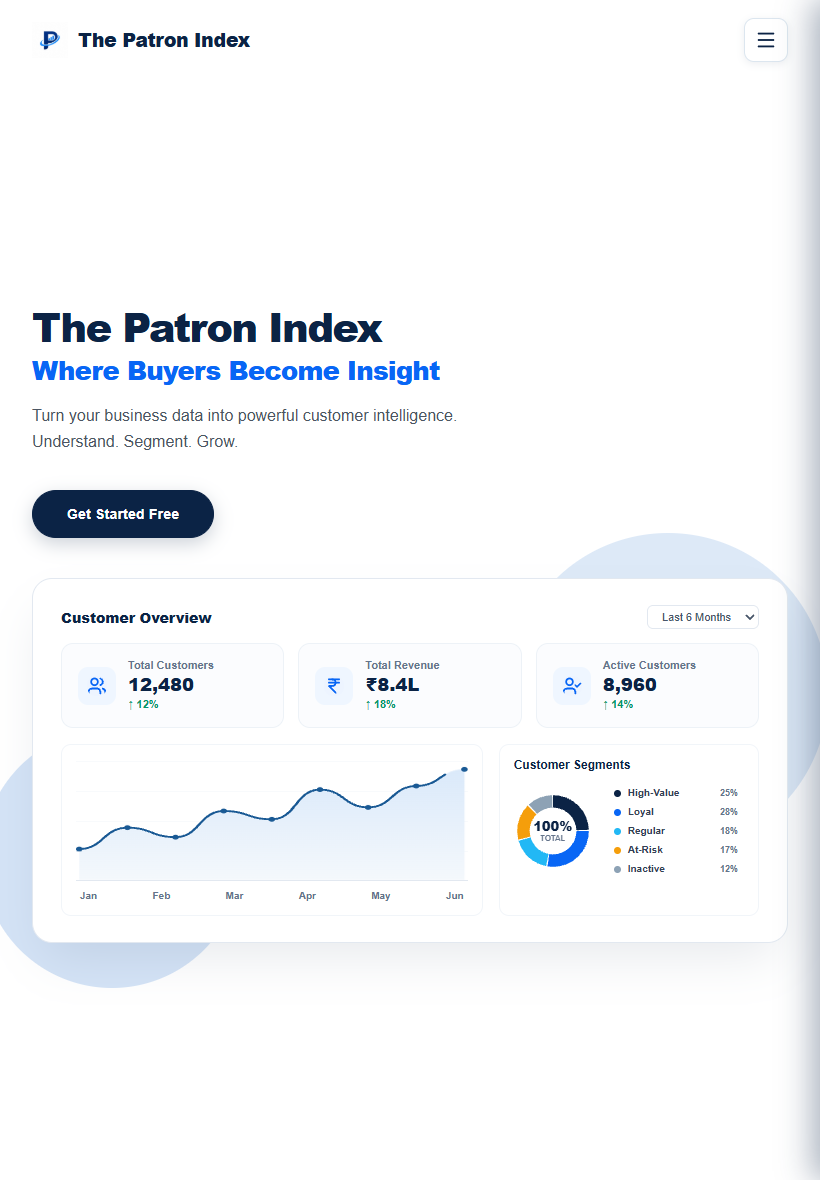 The Patron Index
The Patron Index
Where Buyers Become Insight
Turn your business data into powerful customer intelligence.
Understand. Segment. Grow.
Get Started Free
Customer Overview
Last 6 Months
Total Customers
12,480
↑ 12%
Total Revenue
₹8.4L
↑ 18%
Active Customers
8,960
↑ 14%
Jan Feb Mar Apr May Jun
Customer Segments
100%
TOTAL
High-Value 25%
Loyal 28%
Regular 18%
At-Risk 17%
Inactive 12%